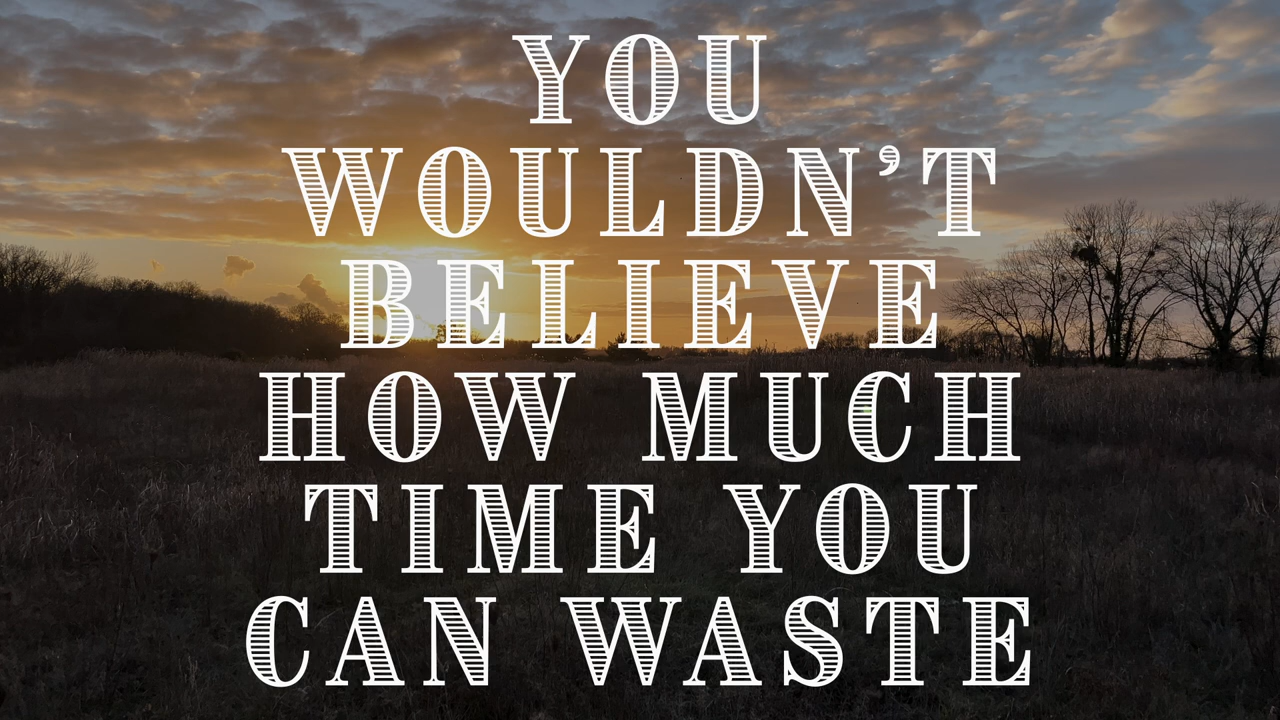 YOU
WOULDN’T
BELIEVE
HOW MUCH
TIME YOU
CAN WASTE